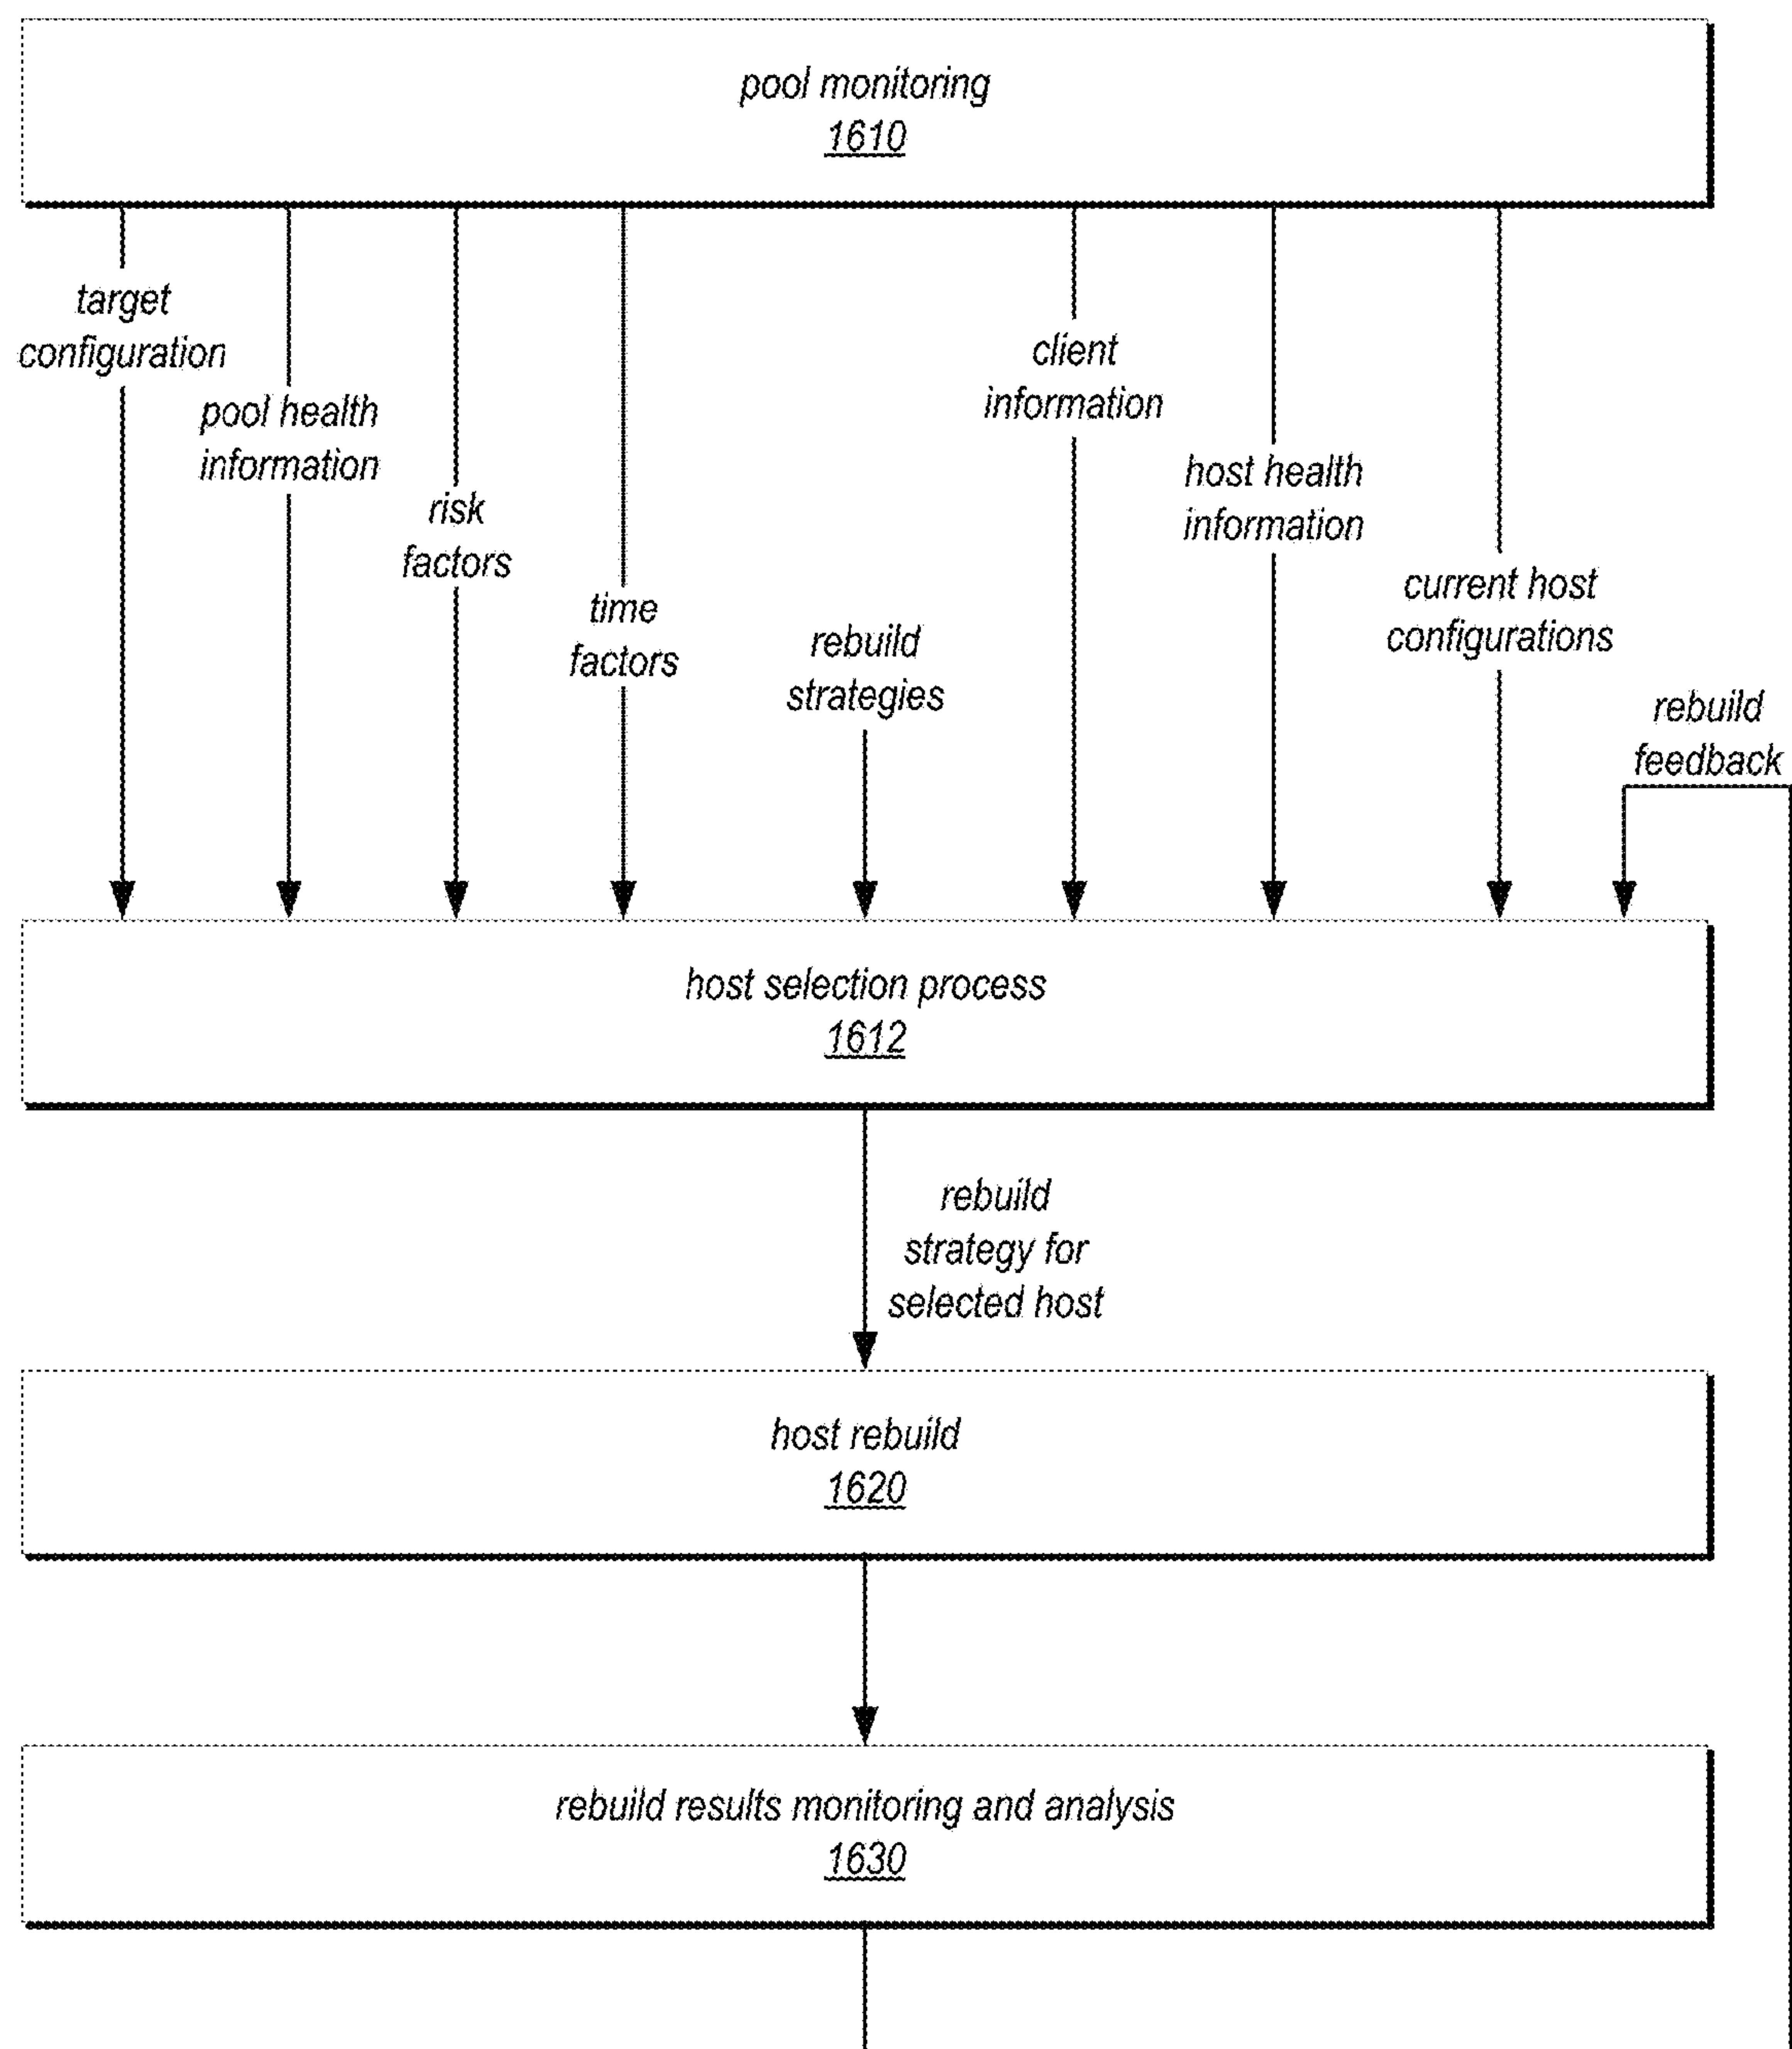 pool monitoring
1610
target
configuration
pool health
information
risk
factors
time
factors
rebuild
strategies
client
information
host health
information
current host
configurations
rebuild
feedback
host selection process
1612
rebuild
strategy for
selected host
host rebuild
1620
rebuild results monitoring and analysis
1630